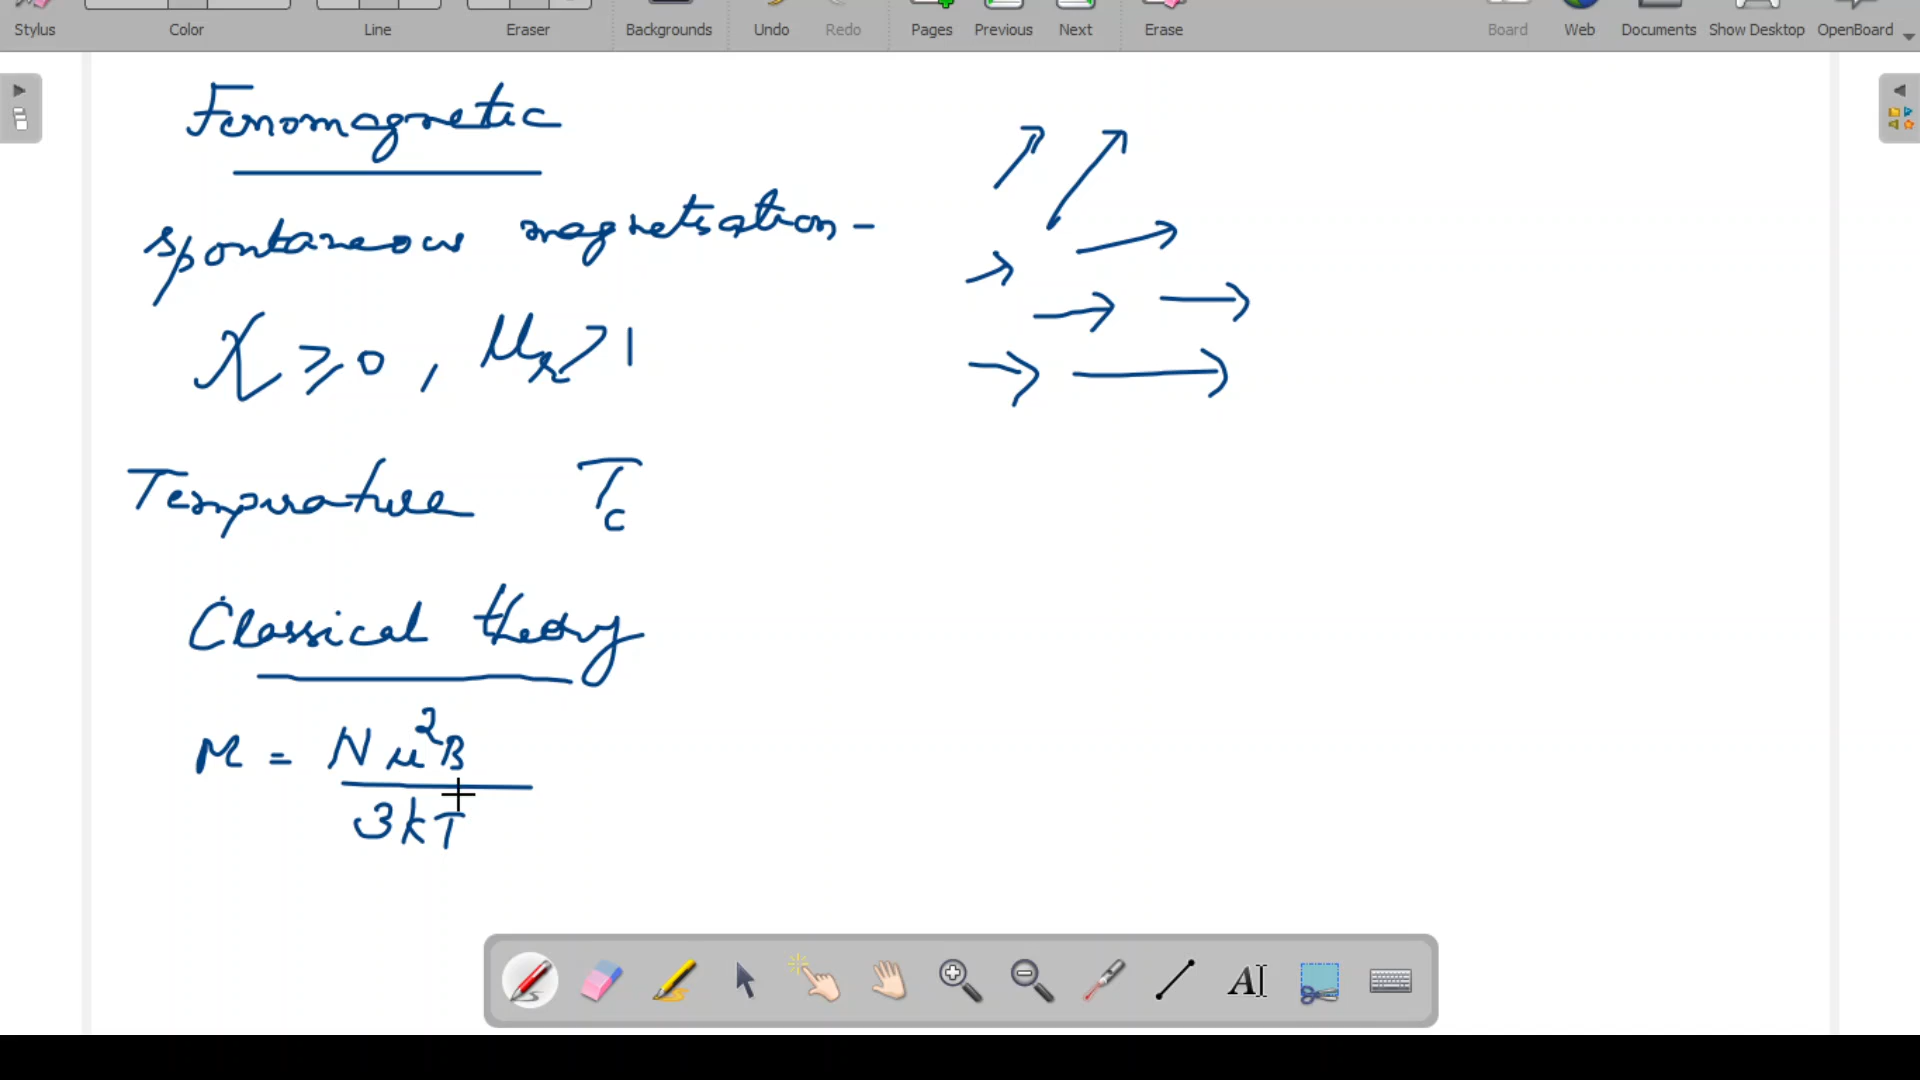 Stylus Color Line Eraser Backgrounds Undo Redo Pages Previous Next Erase Board Web Documents Show Desktop OpenBoard
Ferromagnetic
spontaneous magnetisation -
χ ⩾ 0 , μr > 1
Temperature Tc
Classical theory
M = Nμ²B / 3kT
AI